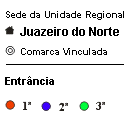 Sede da Unidade Regional
Juazeiro do Norte
Comarca Vinculada
Entrância
1ª 2ª 3ª